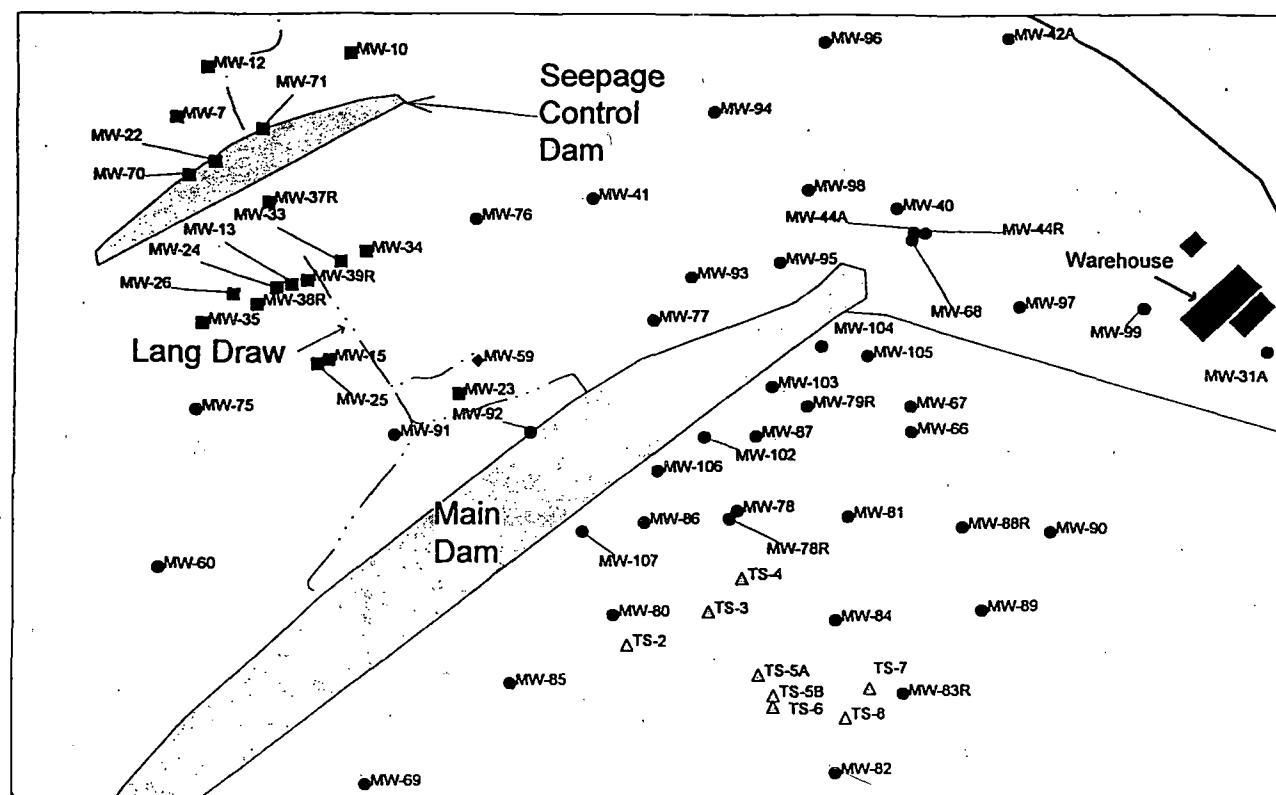 MW-96
MW-42A
MW-10
MW-12
MW-71
Seepage
Control
Dam
MW-7
MW-94
MW-22
MW-70
MW-37R
MW-33
MW-41
MW-98
MW-76
MW-40
MW-44A
MW-44R
MW-13
MW-24
MW-34
MW-39R
MW-26
MW-38R
MW-35
MW-93
MW-95
Warehouse
MW-68
MW-97
MW-99
MW-77
MW-104
MW-105
Lang Draw
MW-15
MW-25
MW-59
MW-23
MW-92
MW-31A
MW-103
MW-79R
MW-67
MW-75
MW-91
MW-87
MW-66
MW-102
MW-106
Main
Dam
MW-78
MW-86
MW-81
MW-88R
MW-90
MW-78R
MW-107
MW-60
TS-4
MW-80
TS-3
MW-84
MW-89
TS-2
MW-85
TS-5A
TS-7
TS-5B
MW-83R
TS-6
TS-8
MW-69
MW-82